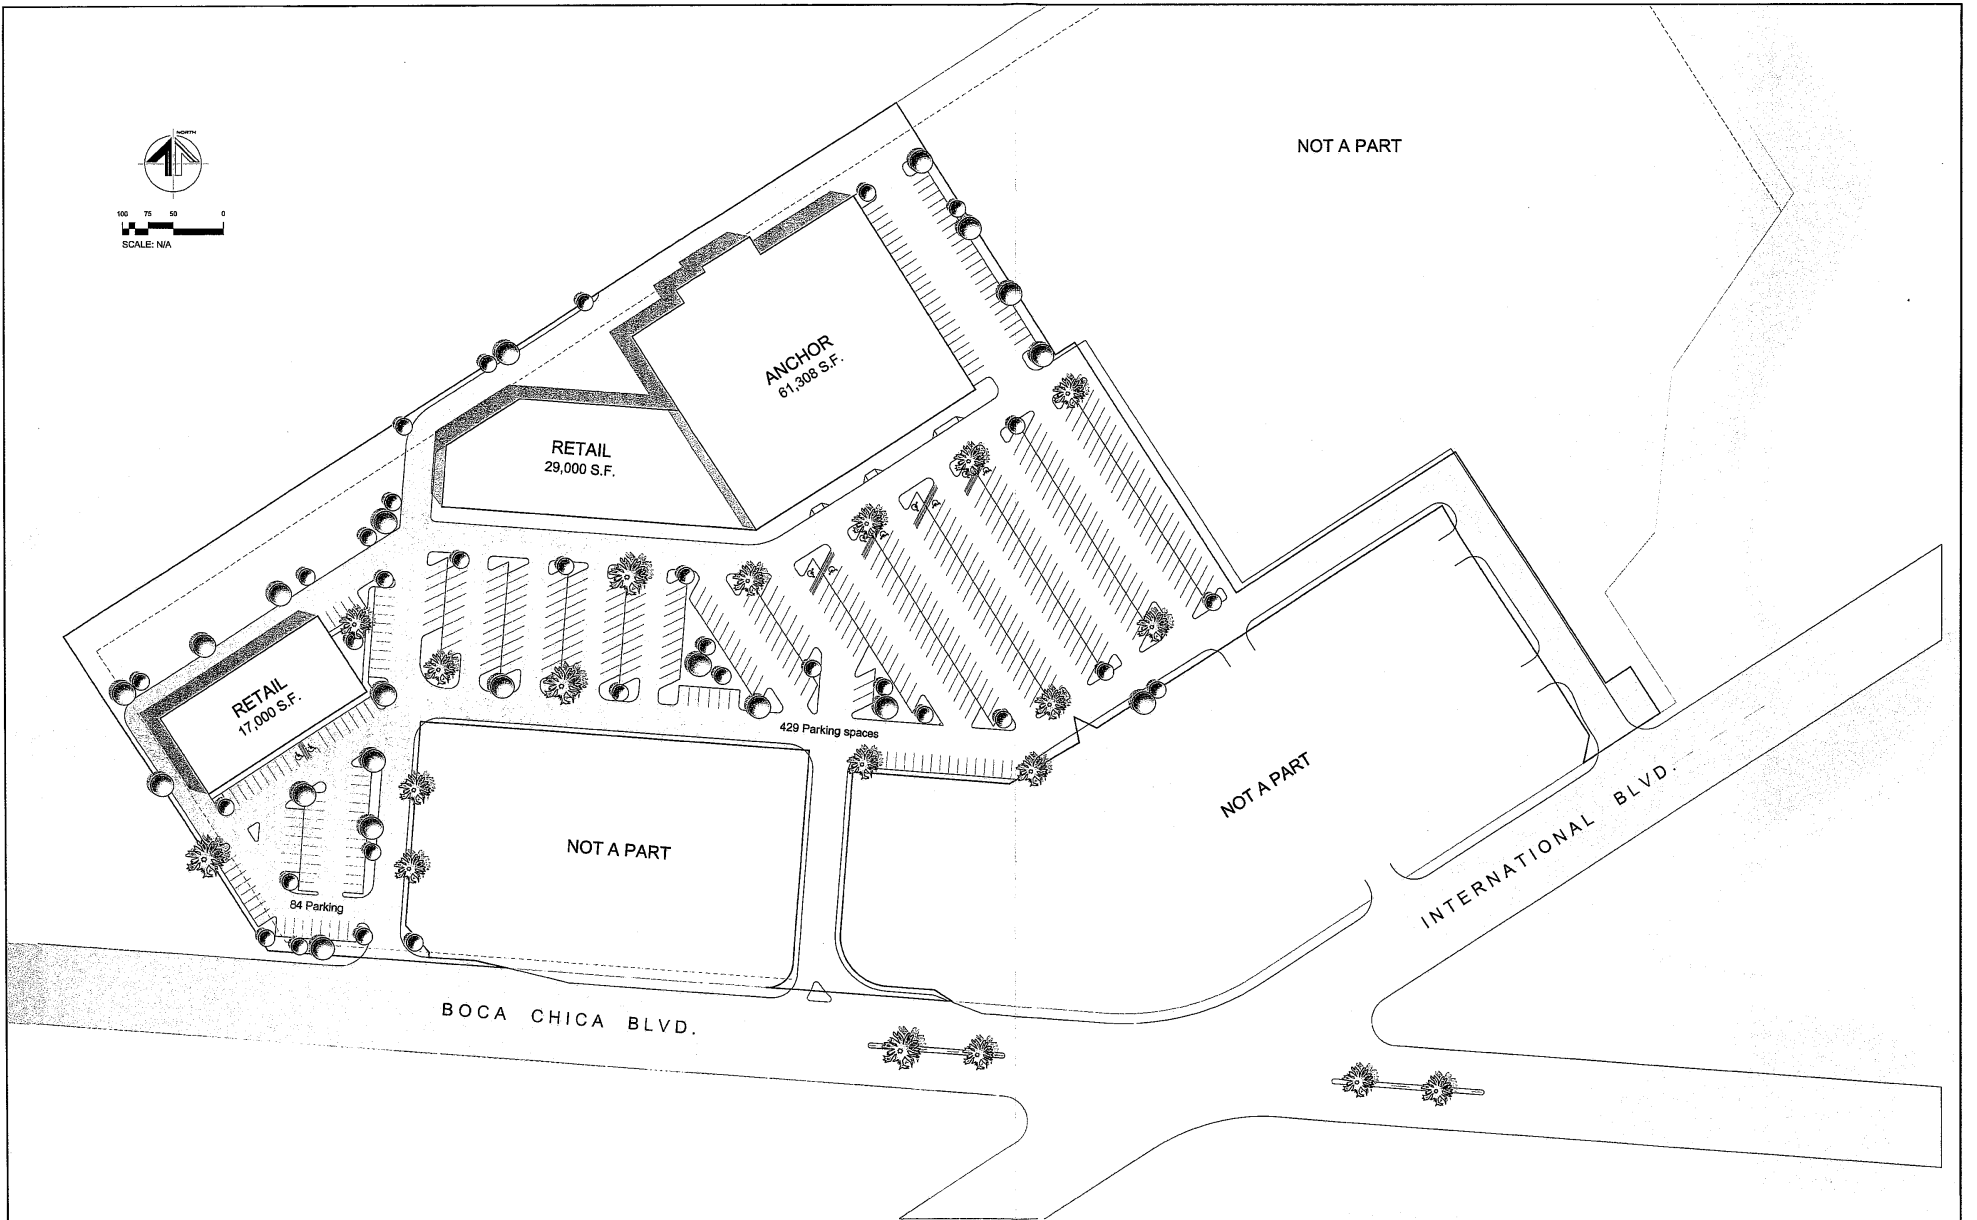 NOT A PART
NORTH
100 75 50 0
SCALE: N/A
ANCHOR
61,308 S.F.
RETAIL
29,000 S.F.
RETAIL
17,000 S.F.
429 Parking spaces
NOT A PART
NOT A PART
84 Parking
INTERNATIONAL BLVD.
BOCA CHICA BLVD.